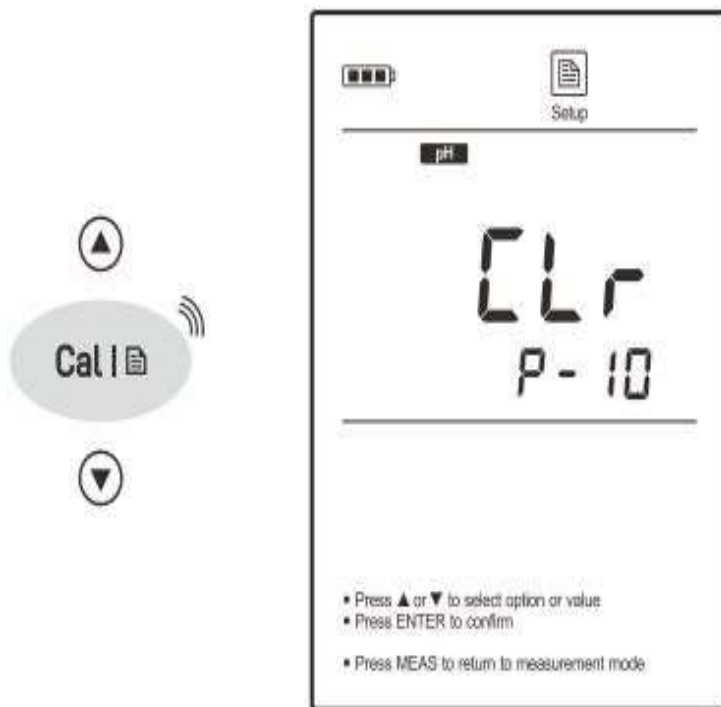 Setup
pH
CLr
P-10
Cal|
• Press ▲ or ▼ to select option or value
• Press ENTER to confirm
• Press MEAS to return to measurement mode